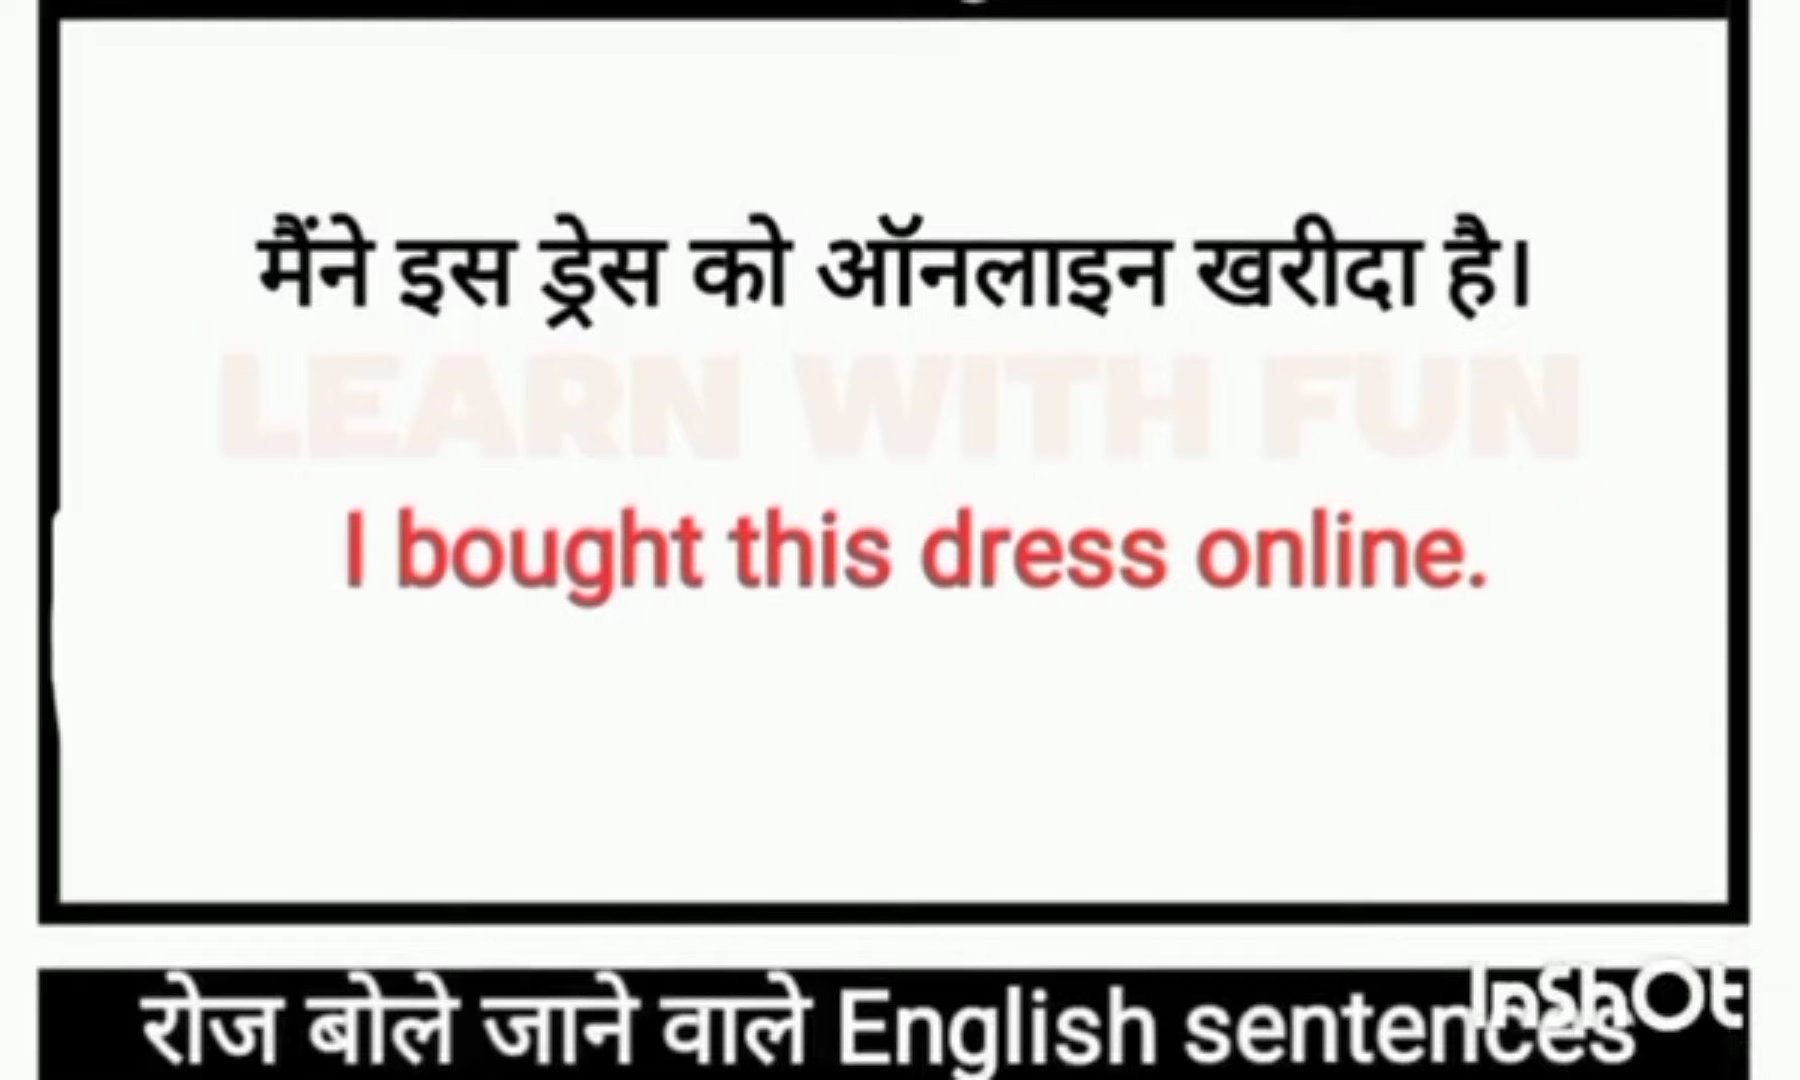 मैंने इस ड्रेस को ऑनलाइन खरीदा है।
LEARN WITH FUN
I bought this dress online.
InShOt
रोज बोले जाने वाले English sentences